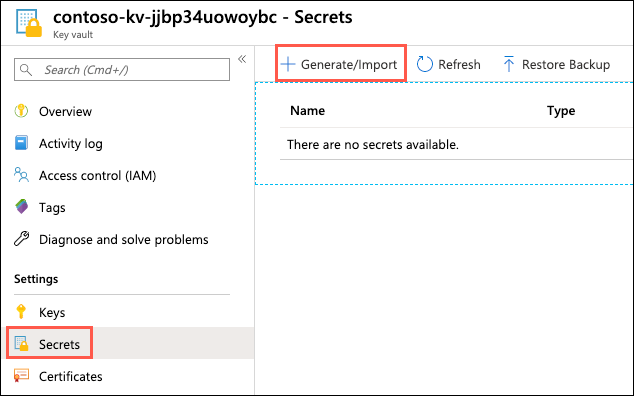 contoso-kv-jjbp34uowoybc - Secrets
Key vault
Search (Cmd+/)
«
Overview
Activity log
Access control (IAM)
Tags
Diagnose and solve problems
Settings
Keys
Secrets
Certificates
+ Generate/Import Refresh Restore Backup
Name Type
There are no secrets available.